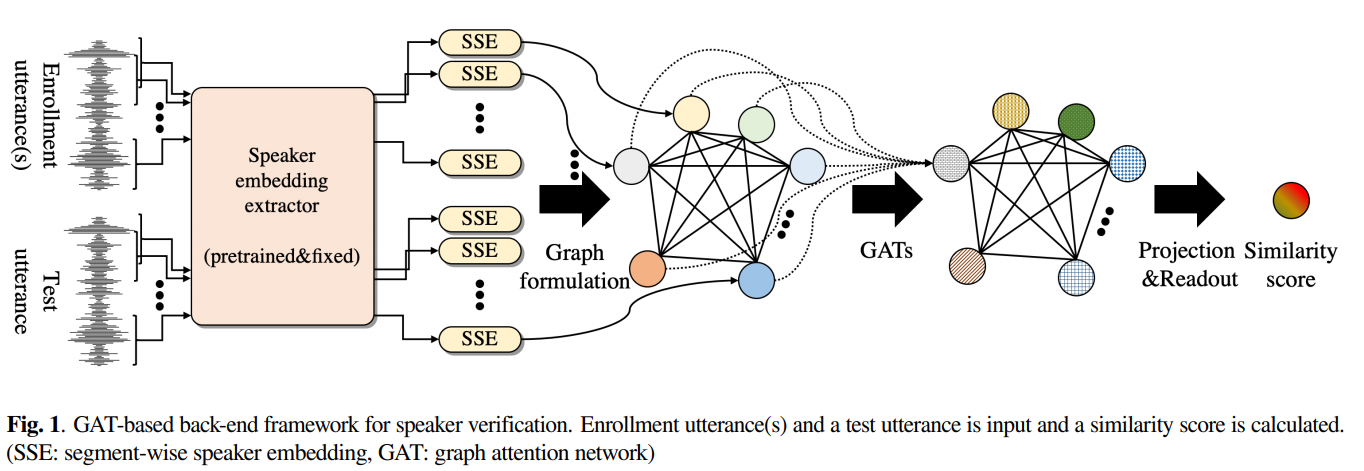 Enrollment
utterance(s)
Test
utterance
Speaker
embedding
extractor
(pretrained&fixed)
SSE
SSE
SSE
SSE
SSE
SSE
Graph
formulation
GATs
Projection
&Readout
Similarity
score
Fig. 1. GAT-based back-end framework for speaker verification. Enrollment utterance(s) and a test utterance is input and a similarity score is calculated.
(SSE: segment-wise speaker embedding, GAT: graph attention network)